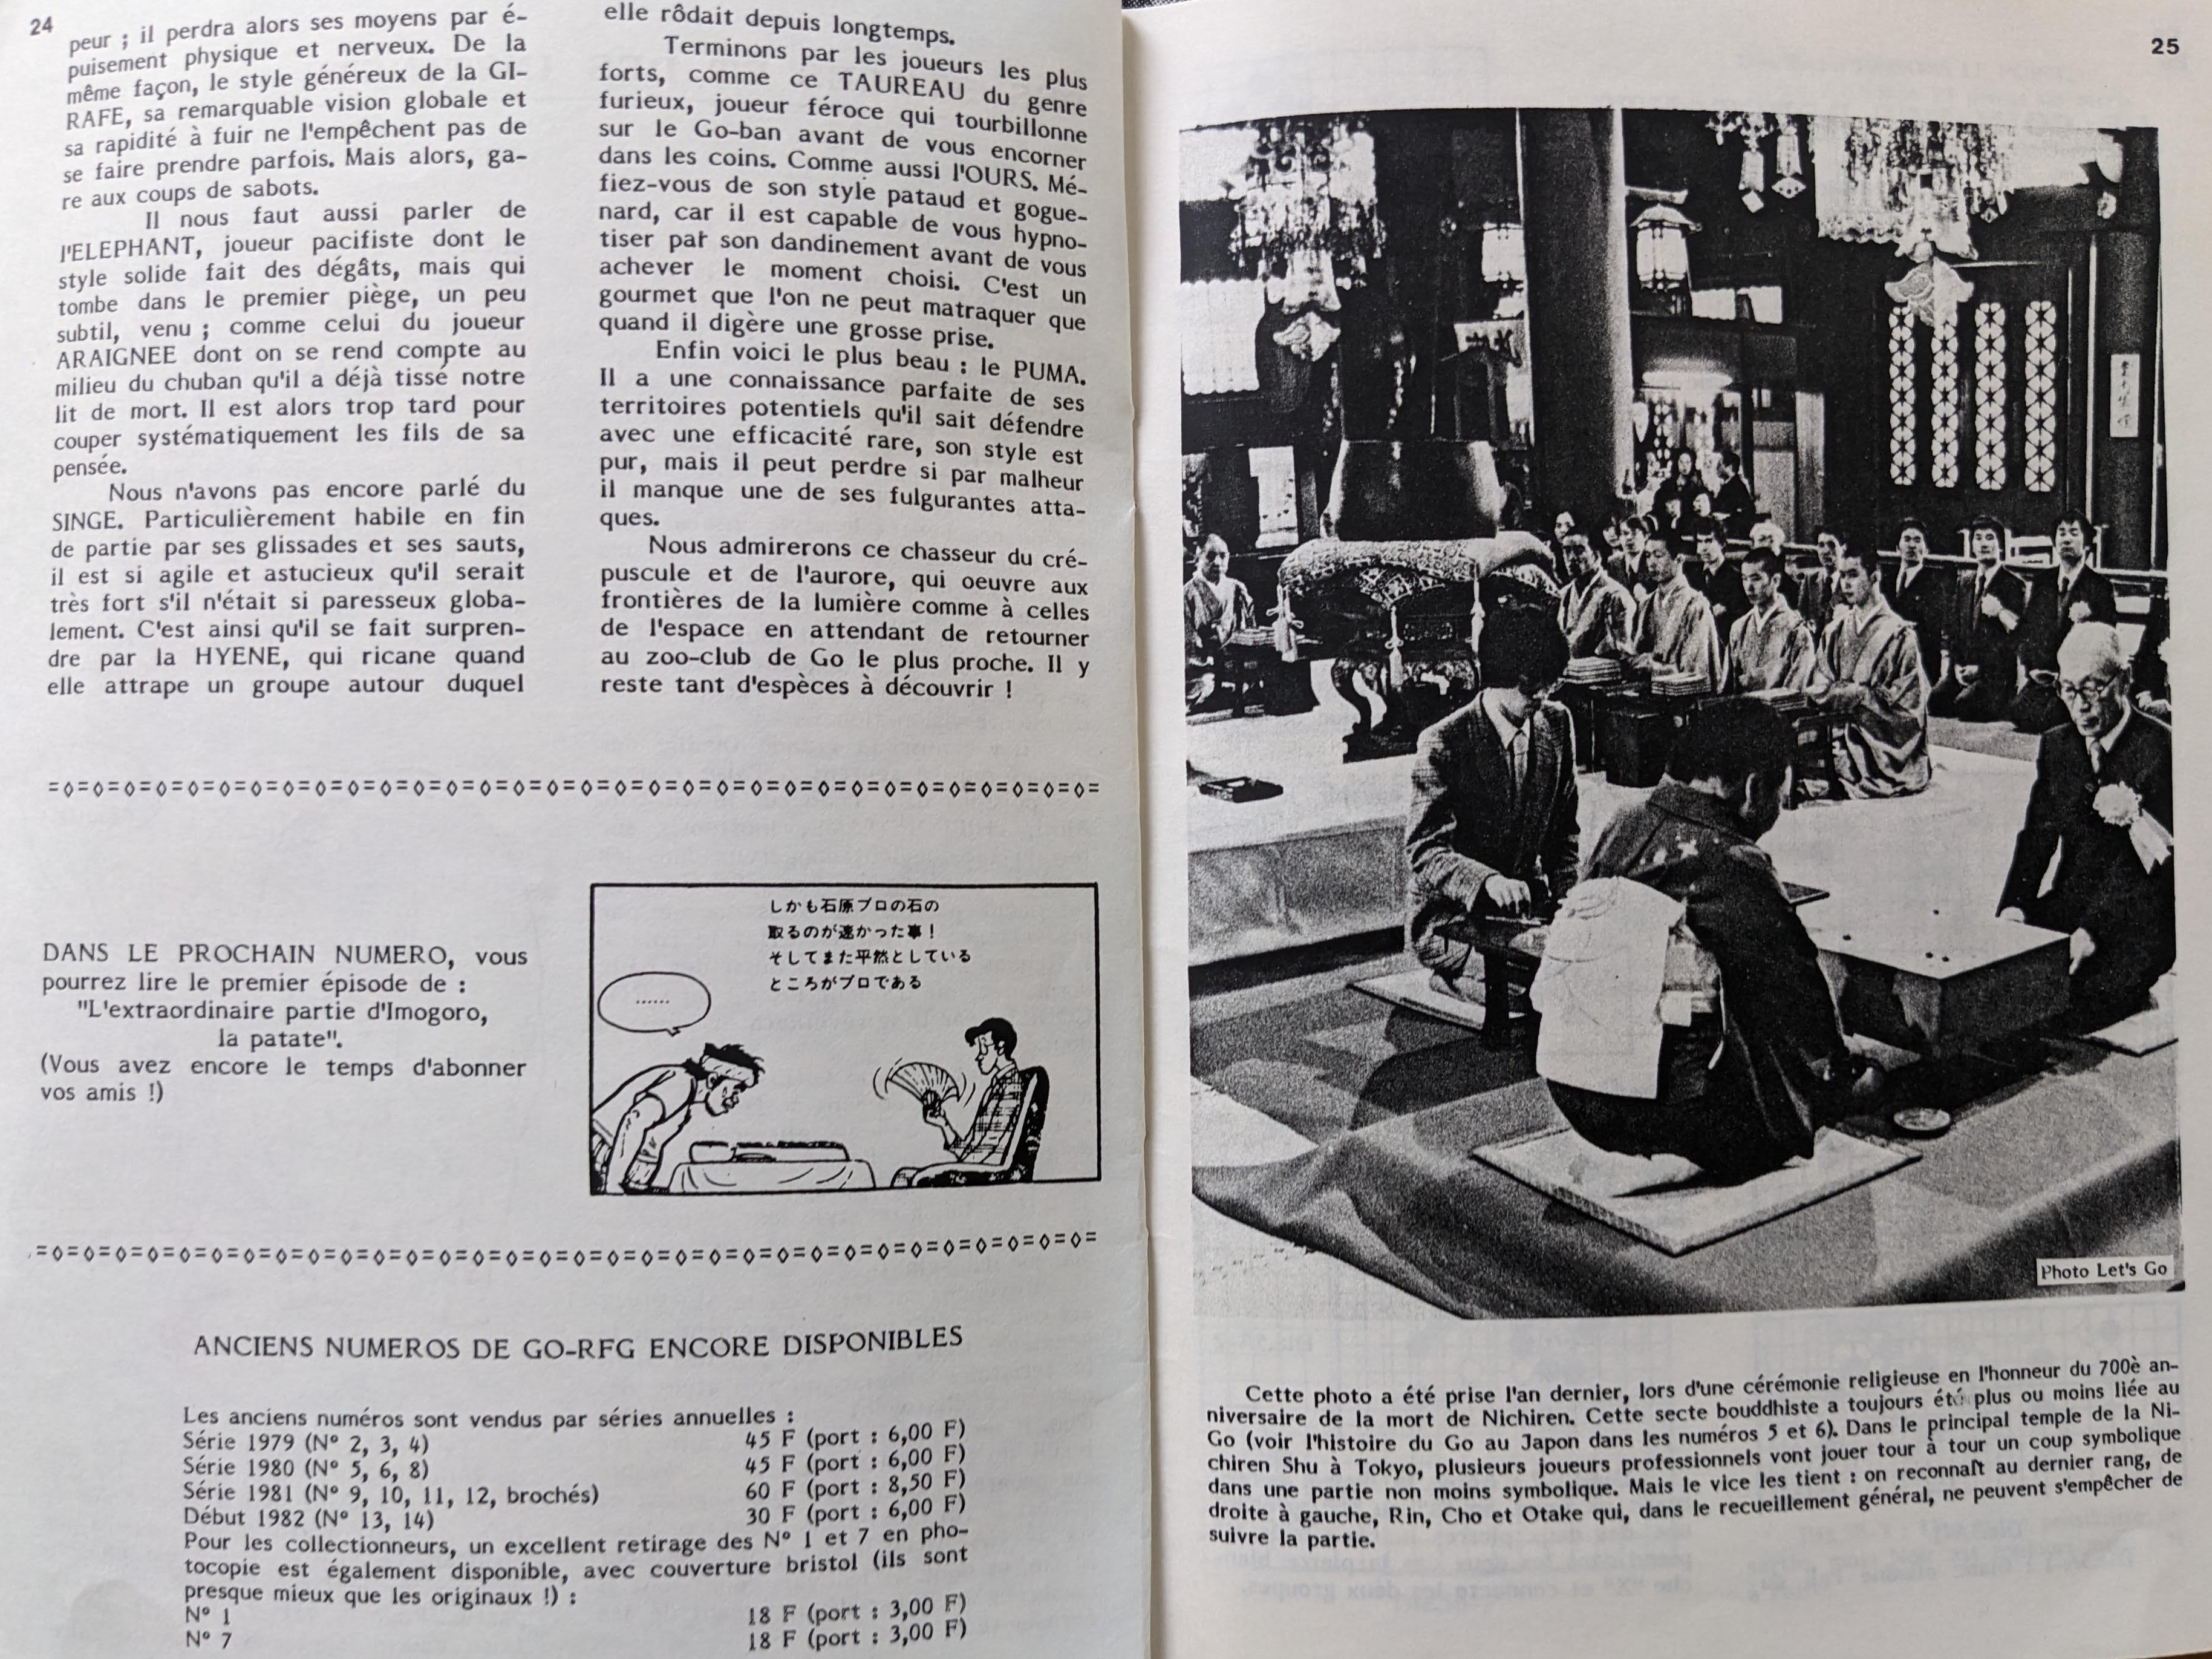 24
peur ; il perdra alors ses moyens par é-
puisement physique et nerveux. De la
même façon, le style généreux de la GI-
RAFE, sa remarquable vision globale et
sa rapidité à fuir ne l'empêchent pas de
se faire prendre parfois. Mais alors, ga-
re aux coups de sabots.
Il nous faut aussi parler de
l'ELEPHANT, joueur pacifiste dont le
style solide fait des dégâts, mais qui
tombe dans le premier piège, un peu
subtil, venu ; comme celui du joueur
ARAIGNEE dont on se rend compte au
milieu du chuban qu'il a déjà tissé notre
lit de mort. Il est alors trop tard pour
couper systématiquement les fils de sa
pensée.
Nous n'avons pas encore parlé du
SINGE. Particulièrement habile en fin
de partie par ses glissades et ses sauts,
il est si agile et astucieux qu'il serait
très fort s'il n'était si paresseux globa-
lement. C'est ainsi qu'il se fait surpren-
dre par la HYENE, qui ricane quand
elle attrape un groupe autour duquel
elle rôdait depuis longtemps.
Terminons par les joueurs les plus
forts, comme ce TAUREAU du genre
furieux, joueur féroce qui tourbillonne
sur le Go-ban avant de vous encorner
dans les coins. Comme aussi l'OURS. Mé-
fiez-vous de son style pataud et gogue-
nard, car il est capable de vous hypno-
tiser par son dandinement avant de vous
achever le moment choisi. C'est un
gourmet que l'on ne peut matraquer que
quand il digère une grosse prise.
Enfin voici le plus beau : le PUMA.
Il a une connaissance parfaite de ses
territoires potentiels qu'il sait défendre
avec une efficacité rare, son style est
pur, mais il peut perdre si par malheur
il manque une de ses fulgurantes atta-
ques.
Nous admirerons ce chasseur du cré-
puscule et de l'aurore, qui oeuvre aux
frontières de la lumière comme à celles
de l'espace en attendant de retourner
au zoo-club de Go le plus proche. Il y
reste tant d'espèces à découvrir !
DANS LE PROCHAIN NUMERO, vous
pourrez lire le premier épisode de :
"L'extraordinaire partie d'Imogoro,
la patate".
(Vous avez encore le temps d'abonner
vos amis !)
しかも石原プロの石の
取るのが速かった事！
そしてまた平然としている
ところがプロである
......
ANCIENS NUMEROS DE GO-RFG ENCORE DISPONIBLES
Les anciens numéros sont vendus par séries annuelles :
Série 1979 (N° 2, 3, 4) 45 F (port : 6,00 F)
Série 1980 (N° 5, 6, 8) 45 F (port : 6,00 F)
Série 1981 (N° 9, 10, 11, 12, brochés) 60 F (port : 8,50 F)
Début 1982 (N° 13, 14) 30 F (port : 6,00 F)
Pour les collectionneurs, un excellent retirage des N° 1 et 7 en pho-
tocopie est également disponible, avec couverture bristol (ils sont
presque mieux que les originaux !) :
N° 1 18 F (port : 3,00 F)
N° 7 18 F (port : 3,00 F)
25
Photo Let's Go
Cette photo a été prise l'an dernier, lors d'une cérémonie religieuse en l'honneur du 700è an-
niversaire de la mort de Nichiren. Cette secte bouddhiste a toujours été plus ou moins liée au
Go (voir l'histoire du Go au Japon dans les numéros 5 et 6). Dans le principal temple de la Ni-
chiren Shu à Tokyo, plusieurs joueurs professionnels vont jouer tour à tour un coup symbolique
dans une partie non moins symbolique. Mais le vice les tient : on reconnaît au dernier rang, de
droite à gauche, Rin, Cho et Otake qui, dans le recueillement général, ne peuvent s'empêcher de
suivre la partie.